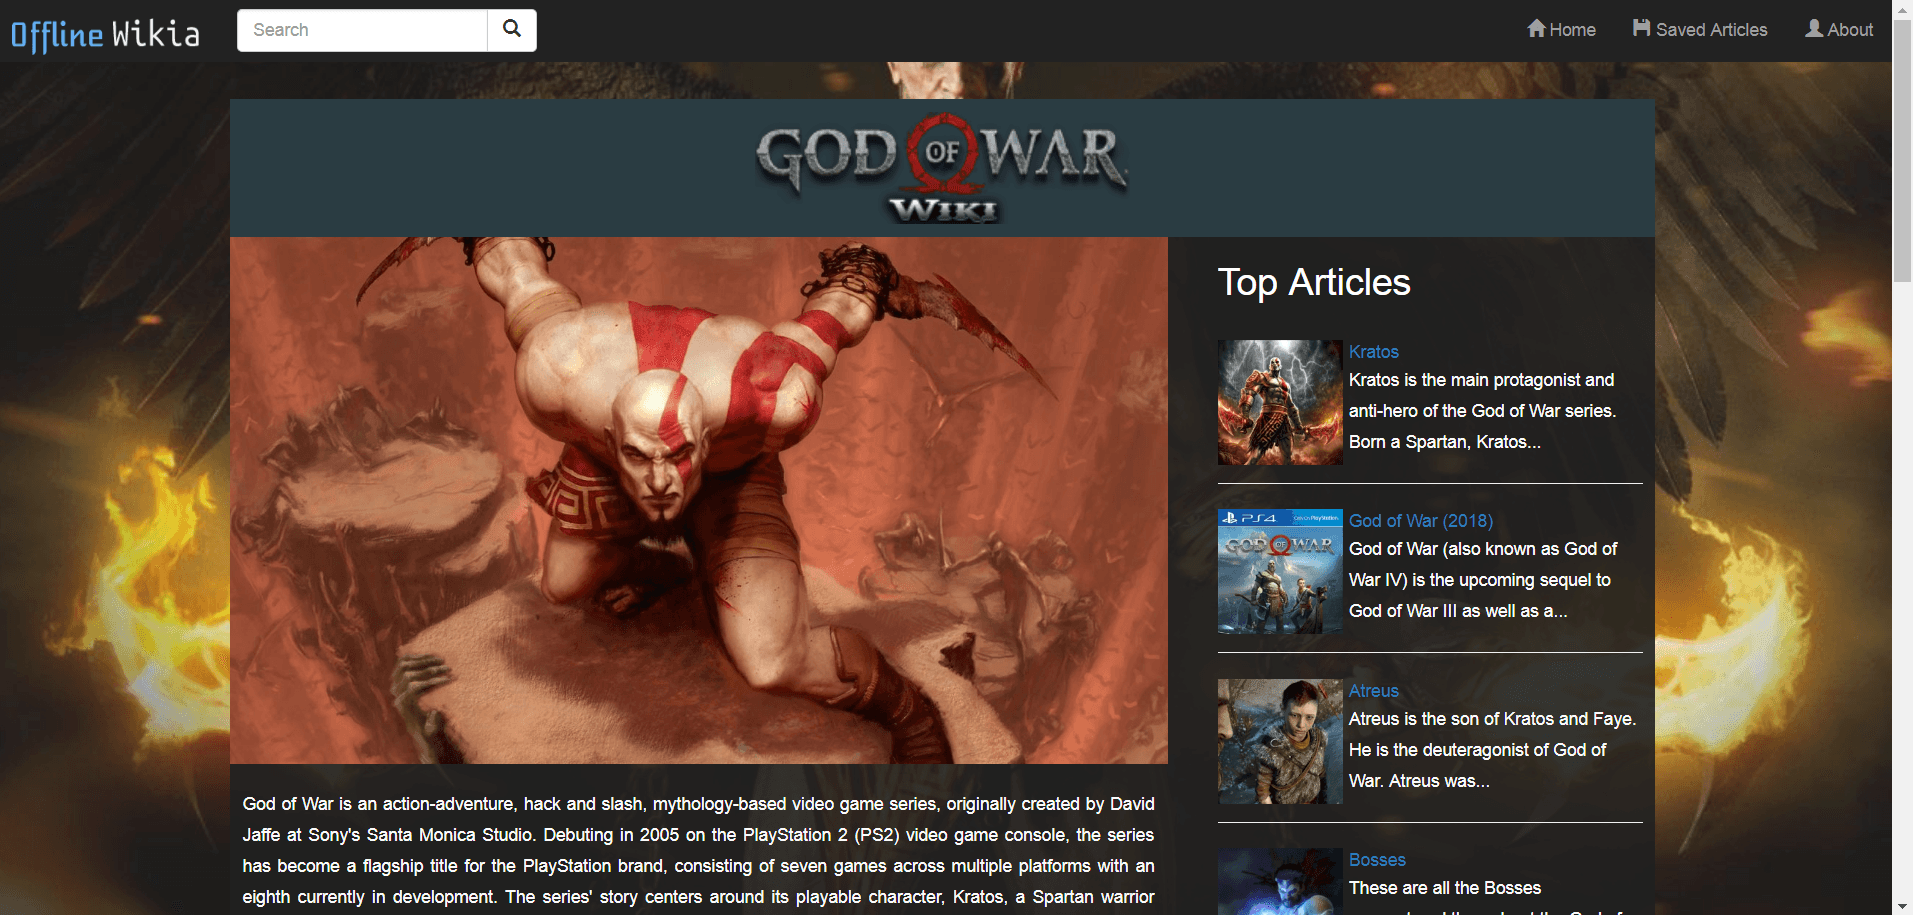 Offline Wikia
Search
Home
Saved Articles
About
GOD OF WAR
WIKI
Top Articles
Kratos
Kratos is the main protagonist and
anti-hero of the God of War series.
Born a Spartan, Kratos...
PS4
GOD OF WAR
God of War (2018)
God of War (also known as God of
War IV) is the upcoming sequel to
God of War III as well as a...
Atreus
Atreus is the son of Kratos and Faye.
He is the deuteragonist of God of
War. Atreus was...
Bosses
These are all the Bosses
God of War is an action-adventure, hack and slash, mythology-based video game series, originally created by David
Jaffe at Sony's Santa Monica Studio. Debuting in 2005 on the PlayStation 2 (PS2) video game console, the series
has become a flagship title for the PlayStation brand, consisting of seven games across multiple platforms with an
eighth currently in development. The series' story centers around its playable character, Kratos, a Spartan warrior